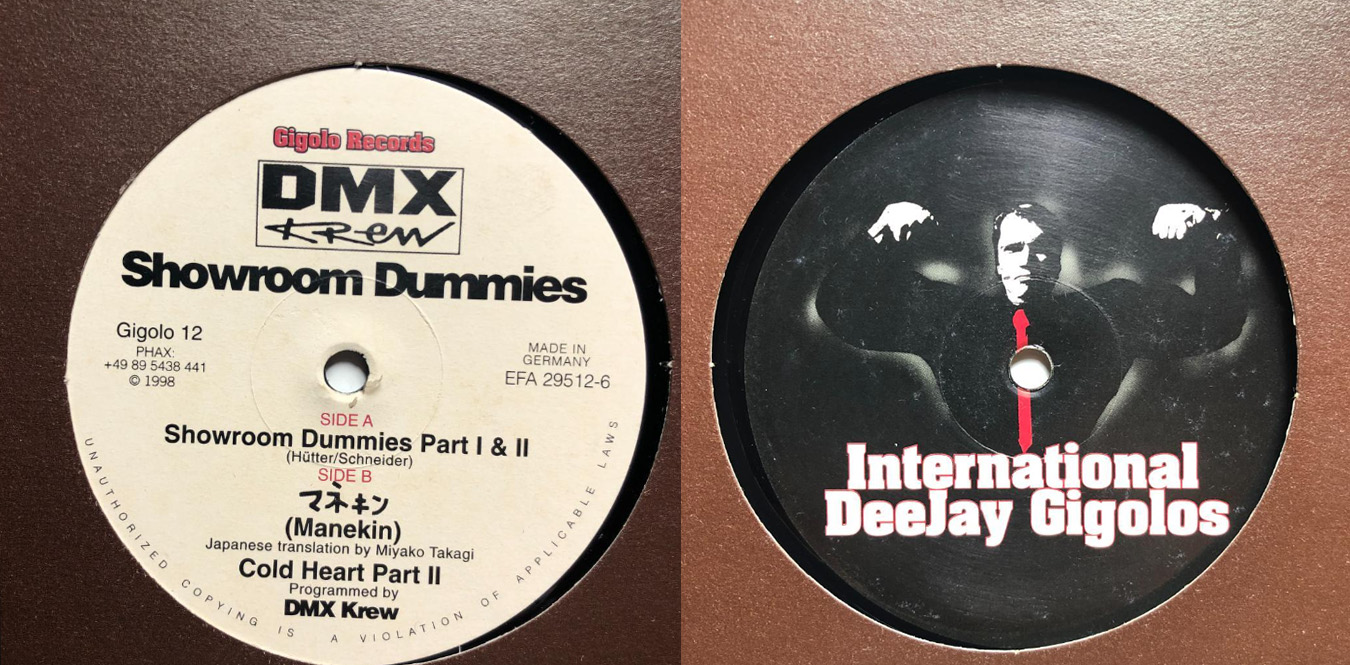 Gigolo Records
DMX
Krew
Showroom Dummies
Gigolo 12
PHAX:
+49 89 5438 441
© 1998
MADE IN
GERMANY
EFA 29512-6
SIDE A
Showroom Dummies Part I & II
(Hütter/Schneider)
SIDE B
マネキン
(Manekin)
Japanese translation by Miyako Takagi
Cold Heart Part II
Programmed by
DMX Krew
UNAUTHORIZED COPYING IS A VIOLATION OF APPLICABLE LAWS
International
DeeJay Gigolos